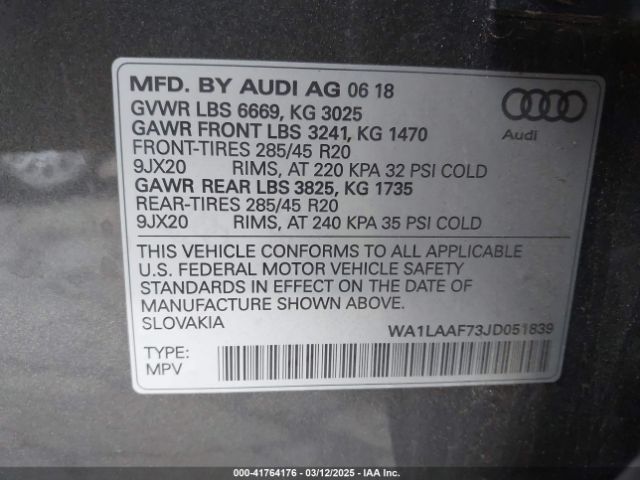 MFD. BY AUDI AG 06 18
GVWR LBS 6669, KG 3025
GAWR FRONT LBS 3241, KG 1470
FRONT-TIRES 285/45 R20
9JX20 RIMS, AT 220 KPA 32 PSI COLD
GAWR REAR LBS 3825, KG 1735
REAR-TIRES 285/45 R20
9JX20 RIMS, AT 240 KPA 35 PSI COLD
Audi
THIS VEHICLE CONFORMS TO ALL APPLICABLE
U.S. FEDERAL MOTOR VEHICLE SAFETY
STANDARDS IN EFFECT ON THE DATE OF
MANUFACTURE SHOWN ABOVE.
SLOVAKIA
WA1LAAF73JD051839
TYPE:
MPV
000-41764176 - 03/12/2025 - IAA Inc.